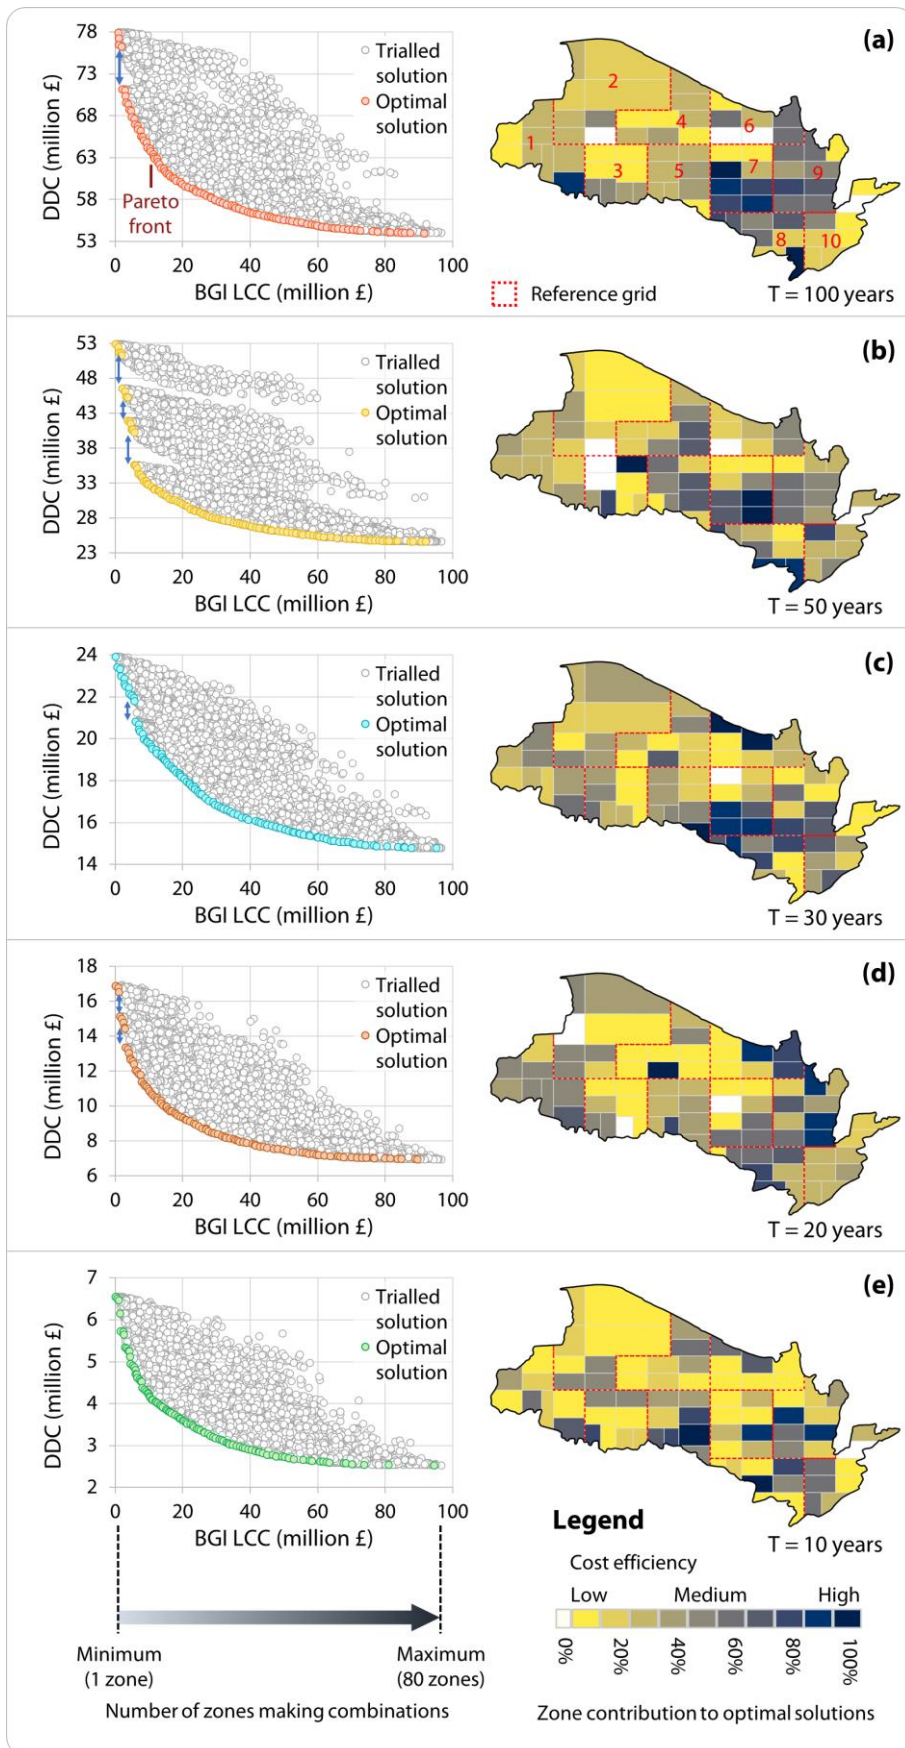 (a)
DDC (million £)
78
73
68
63
58
53
Trialled
solution
Optimal
solution
Pareto
front
0 20 40 60 80 100
BGI LCC (million £)
1
2
3
4
5
6
7
8
9
10
Reference grid
T = 100 years
(b)
DDC (million £)
53
48
43
38
33
28
23
Trialled
solution
Optimal
solution
0 20 40 60 80 100
BGI LCC (million £)
T = 50 years
(c)
DDC (million £)
24
22
20
18
16
14
Trialled
solution
Optimal
solution
0 20 40 60 80 100
BGI LCC (million £)
T = 30 years
(d)
DDC (million £)
18
16
14
12
10
8
6
Trialled
solution
Optimal
solution
0 20 40 60 80 100
BGI LCC (million £)
T = 20 years
(e)
DDC (million £)
7
6
5
4
3
2
Trialled
solution
Optimal
solution
0 20 40 60 80 100
BGI LCC (million £)
T = 10 years
Minimum
(1 zone)
Maximum
(80 zones)
Number of zones making combinations
Legend
Cost efficiency
Low Medium High
0% 20% 40% 60% 80% 100%
Zone contribution to optimal solutions